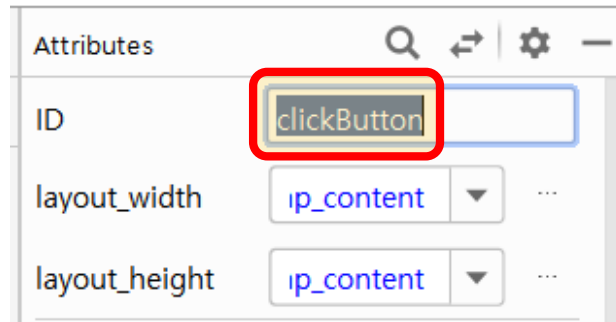 Attributes
ID clickButton
layout_width ıp_content ...
layout_height ıp_content ...